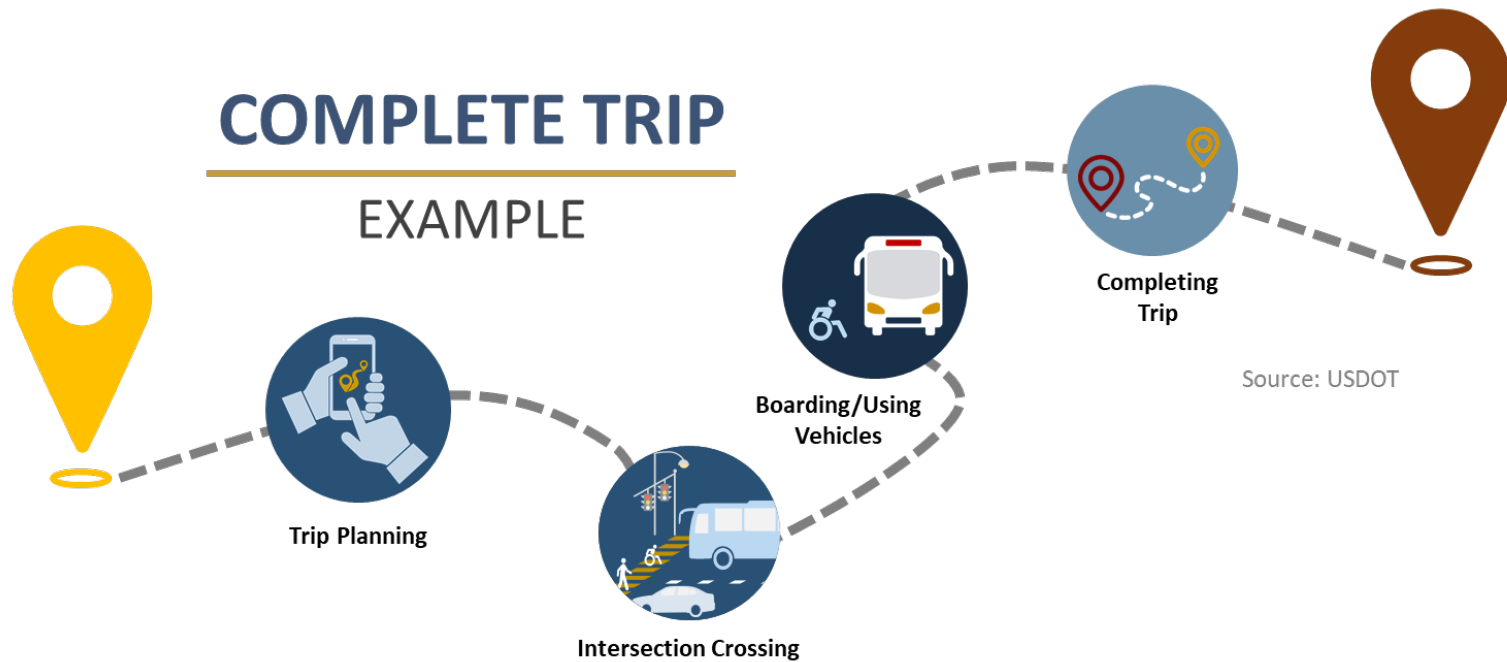 COMPLETE TRIP
EXAMPLE
Trip Planning
Intersection Crossing
Boarding/Using
Vehicles
Completing
Trip
Source: USDOT